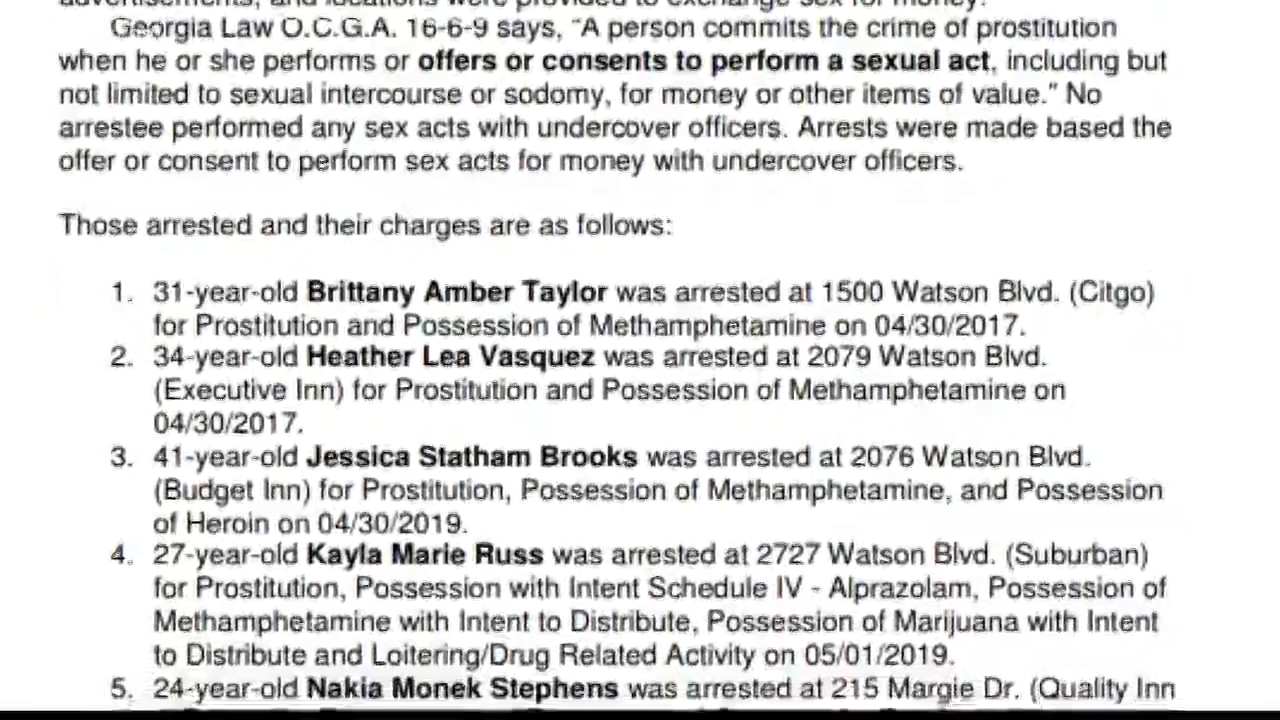 advertisements, and locations were provided to exchange sex for money.
Georgia Law O.C.G.A. 16-6-9 says, "A person commits the crime of prostitution
when he or she performs or offers or consents to perform a sexual act, including but
not limited to sexual intercourse or sodomy, for money or other items of value." No
arrestee performed any sex acts with undercover officers. Arrests were made based the
offer or consent to perform sex acts for money with undercover officers.
Those arrested and their charges are as follows:
1. 31-year-old Brittany Amber Taylor was arrested at 1500 Watson Blvd. (Citgo)
for Prostitution and Possession of Methamphetamine on 04/30/2017.
2. 34-year-old Heather Lea Vasquez was arrested at 2079 Watson Blvd.
(Executive Inn) for Prostitution and Possession of Methamphetamine on
04/30/2017.
3. 41-year-old Jessica Statham Brooks was arrested at 2076 Watson Blvd.
(Budget Inn) for Prostitution, Possession of Methamphetamine, and Possession
of Heroin on 04/30/2019.
4. 27-year-old Kayla Marie Russ was arrested at 2727 Watson Blvd. (Suburban)
for Prostitution, Possession with Intent Schedule IV - Alprazolam, Possession of
Methamphetamine with Intent to Distribute, Possession of Marijuana with Intent
to Distribute and Loitering/Drug Related Activity on 05/01/2019.
5. 24-year-old Nakia Monek Stephens was arrested at 215 Margie Dr. (Quality Inn